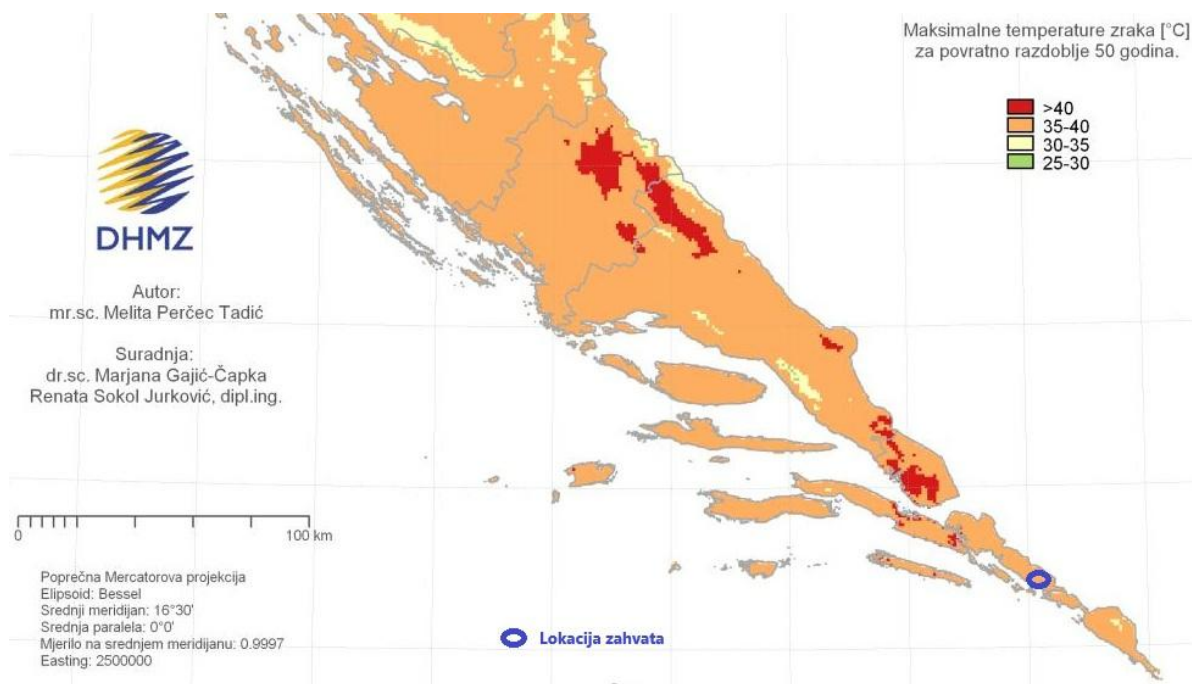 Maksimalne temperature zraka [°C]
za povratno razdoblje 50 godina.
>40
35-40
30-35
25-30
DHMZ
Autor:
mr.sc. Melita Perčec Tadić
Suradnja:
dr.sc. Marjana Gajić-Čapka
Renata Sokol Jurković, dipl.ing.
0 100 km
Poprečna Mercatorova projekcija
Elipsoid: Bessel
Srednji meridijan: 16°30'
Srednja paralela: 0°0'
Mjerilo na srednjem meridijanu: 0.9997
Easting: 2500000
Lokacija zahvata